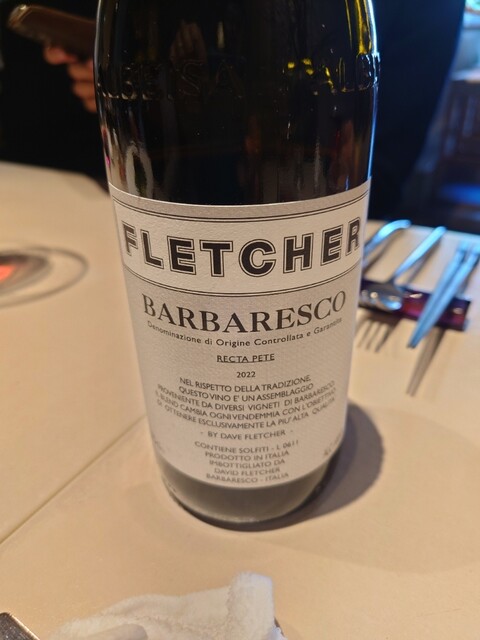 FLETCHER
BARBARESCO
Denominazione di Origine Controllata e Garantita
RECTA PETE
2022
NEL RISPETTO DELLA TRADIZIONE,
QUESTO VINO E' UN ASSEMBLAGGIO
PROVENIENTE DA DIVERSI VIGNETI DI BARBARESCO.
IL BLEND CAMBIA OGNI VENDEMMIA CON L'OBIETTIVO
DI OTTENERE ESCLUSIVAMENTE LA PIU' ALTA QUALITÀ
- BY DAVE FLETCHER -
CONTIENE SOLFITI - L 0611
PRODOTTO IN ITALIA
IMBOTTIGLIATO DA
DAVID FLETCHER
BARBARESCO - ITALIA